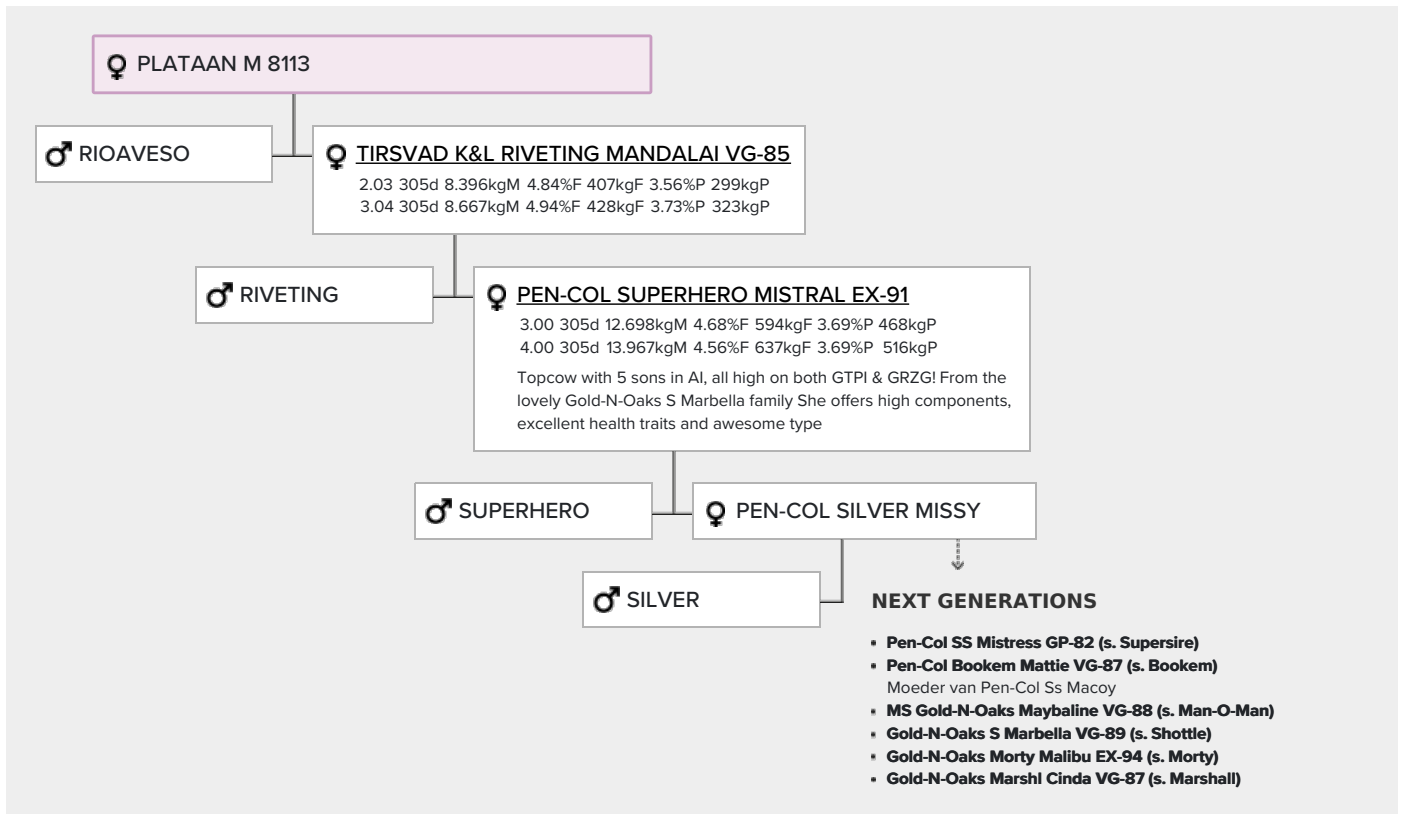 PLATAAN M 8113
RIOAVESO
TIRSVAD K&L RIVETING MANDALAI VG-85
2.03 305d 8.396kgM 4.84%F 407kgF 3.56%P 299kgP
3.04 305d 8.667kgM 4.94%F 428kgF 3.73%P 323kgP
RIVETING
PEN-COL SUPERHERO MISTRAL EX-91
3.00 305d 12.698kgM 4.68%F 594kgF 3.69%P 468kgP
4.00 305d 13.967kgM 4.56%F 637kgF 3.69%P 516kgP
Topcow with 5 sons in AI, all high on both GTPI & GRZG! From the
lovely Gold-N-Oaks S Marbella family She offers high components,
excellent health traits and awesome type
SUPERHERO
PEN-COL SILVER MISSY
SILVER
NEXT GENERATIONS
Pen-Col SS Mistress GP-82 (s. Supersire)
Pen-Col Bookem Mattie VG-87 (s. Bookem)
Moeder van Pen-Col Ss Macoy
MS Gold-N-Oaks Maybaline VG-88 (s. Man-O-Man)
Gold-N-Oaks S Marbella VG-89 (s. Shottle)
Gold-N-Oaks Morty Malibu EX-94 (s. Morty)
Gold-N-Oaks Marshl Cinda VG-87 (s. Marshall)